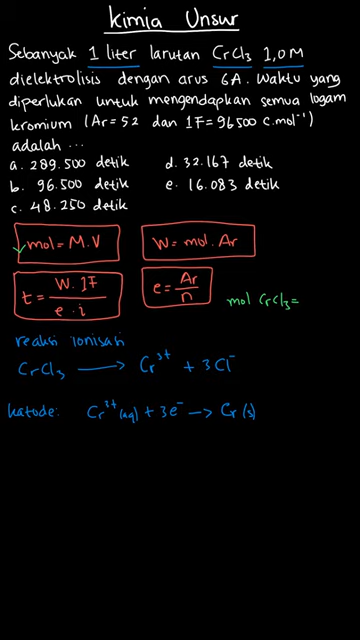 Kimia Unsur
Sebanyak 1 liter larutan CrCl3 1,0 M
dielektrolisis dengan arus 6A. Waktu yang
diperlukan untuk mengendapkan semua logam
kromium (Ar=52 dan 1F=96500 C.mol⁻¹)
adalah ...
a. 289.500 detik d. 32.167 detik
b. 96.500 detik e. 16.083 detik
c. 48.250 detik
✓ mol = M.V W = mol. Ar
t = W. 1F / e . i e = Ar / n
mol CrCl3 =
reaksi ionisasi
CrCl3 → Cr³⁺ + 3Cl⁻
katode: Cr³⁺ (aq) + 3e⁻ → Cr (s)